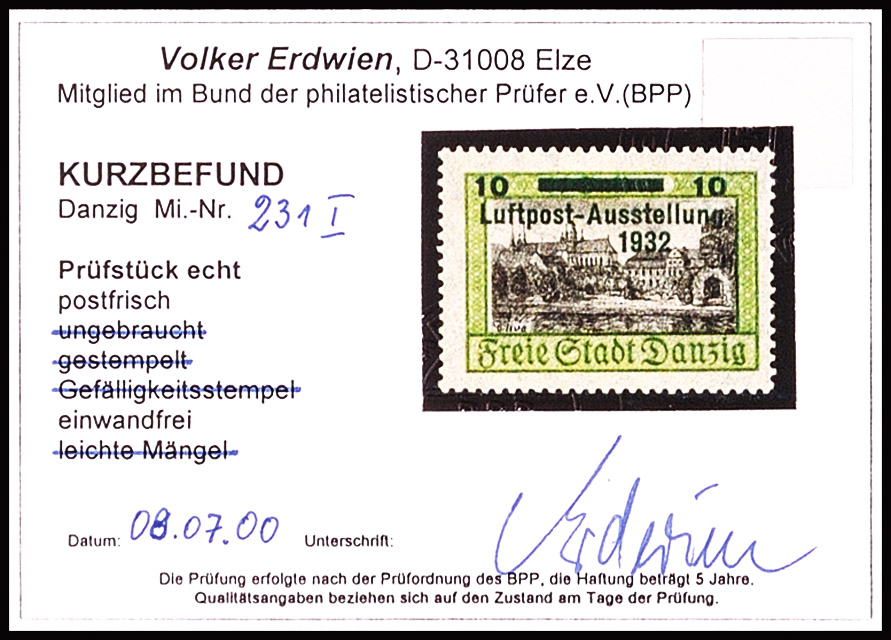 Volker Erdwien, D-31008 Elze
Mitglied im Bund der philatelistischer Prüfer e.V.(BPP)
KURZBEFUND
Danzig Mi.-Nr. 231 I
10 10
Luftpost-Ausstellung
1932
Oliva
Freie Stadt Danzig
Prüfstück echt
postfrisch
ungebraucht
gestempelt
Gefälligkeitsstempel
einwandfrei
leichte Mängel
Datum: 08.07.00 Unterschrift: Erdwien
Die Prüfung erfolgte nach der Prüfordnung des BPP, die Haftung beträgt 5 Jahre.
Qualitätsangaben beziehen sich auf den Zustand am Tage der Prüfung.